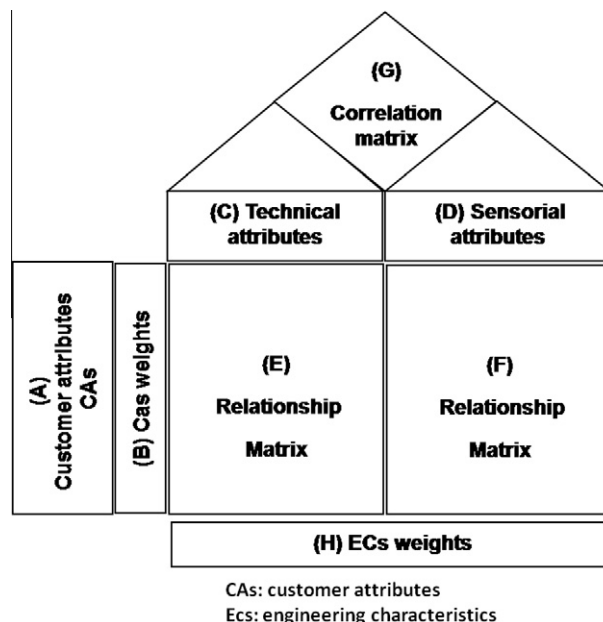 (G)
Correlation
matrix
(C) Technical
attributes
(D) Sensorial
attributes
(A)
Customer attributes
CAs
(B) Cas weights
(E)
Relationship
Matrix
(F)
Relationship
Matrix
(H) ECs weights
CAs: customer attributes
Ecs: engineering characteristics